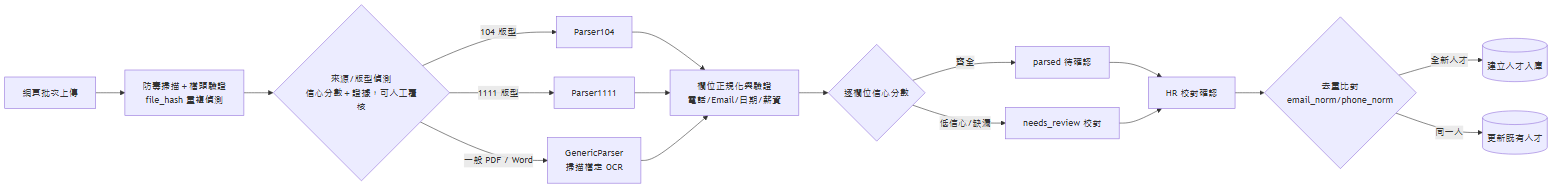 網頁批次上傳
防毒掃描＋檔頭驗證
file_hash 重複偵測
來源/版型偵測
信心分數＋證據，可人工覆
核
104 版型
1111 版型
一般 PDF / Word
Parser104
Parser1111
GenericParser
掃描檔走 OCR
欄位正規化與驗證
電話/Email/日期/薪資
逐欄位信心分數
齊全
低信心/缺漏
parsed 待確認
needs_review 校對
HR 校對確認
去重比對
email_norm/phone_norm
全新人才
同一人
建立人才入庫
更新既有人才